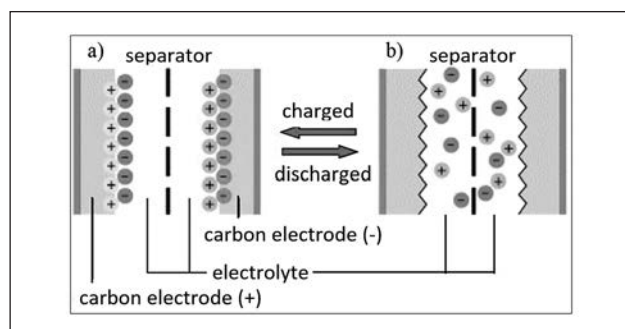 a)
separator
b)
separator
charged
discharged
carbon electrode (-)
electrolyte
carbon electrode (+)